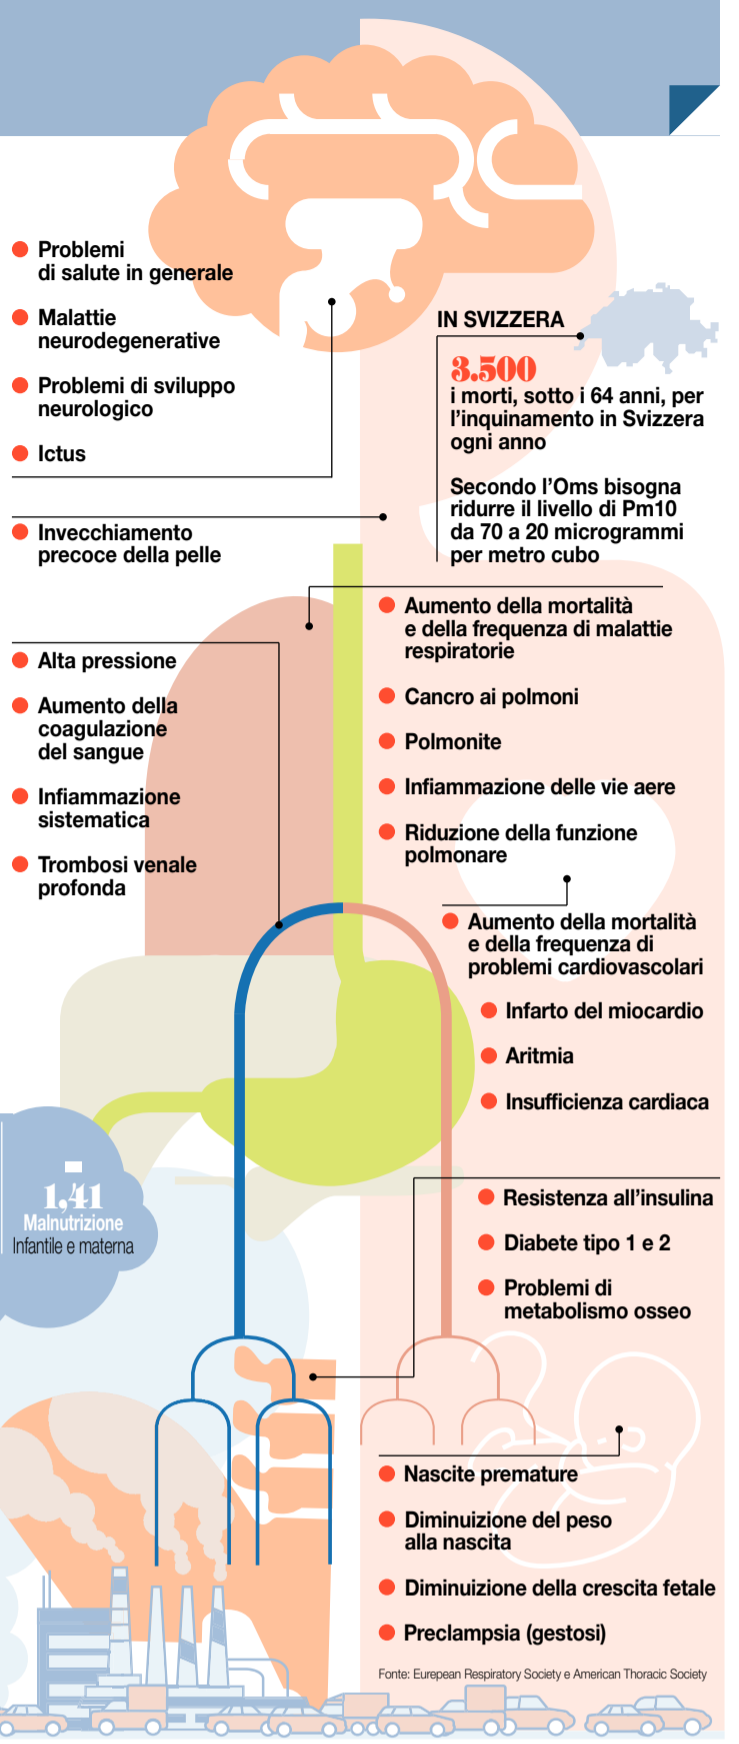 Problemi
di salute in generale
Malattie
neurodegenerative
Problemi di sviluppo
neurologico
Ictus
IN SVIZZERA
3.500
i morti, sotto i 64 anni, per
l'inquinamento in Svizzera
ogni anno
Secondo l'Oms bisogna
ridurre il livello di Pm10
da 70 a 20 microgrammi
per metro cubo
Invecchiamento
precoce della pelle
Aumento della mortalità
e della frequenza di malattie
respiratorie
Cancro ai polmoni
Polmonite
Infiammazione delle vie aere
Riduzione della funzione
polmonare
Alta pressione
Aumento della
coagulazione
del sangue
Infiammazione
sistematica
Trombosi venale
profonda
Aumento della mortalità
e della frequenza di
problemi cardiovascolari
Infarto del miocardio
Aritmia
Insufficienza cardiaca
1,41
Malnutrizione
Infantile e materna
Resistenza all'insulina
Diabete tipo 1 e 2
Problemi di
metabolismo osseo
Nascite premature
Diminuizione del peso
alla nascita
Diminuizione della crescita fetale
Preclampsia (gestosi)
Fonte: Eurepean Respiratory Society e American Thoracic Society